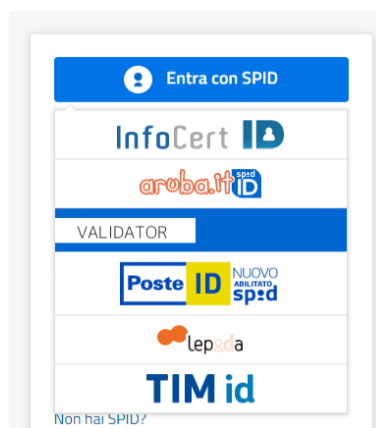 Entra con SPID
InfoCert ID
aruba.it spid ID
VALIDATOR
Poste ID NUOVO ABILITATO spid
lepida
TIM id
Non hai SPID?